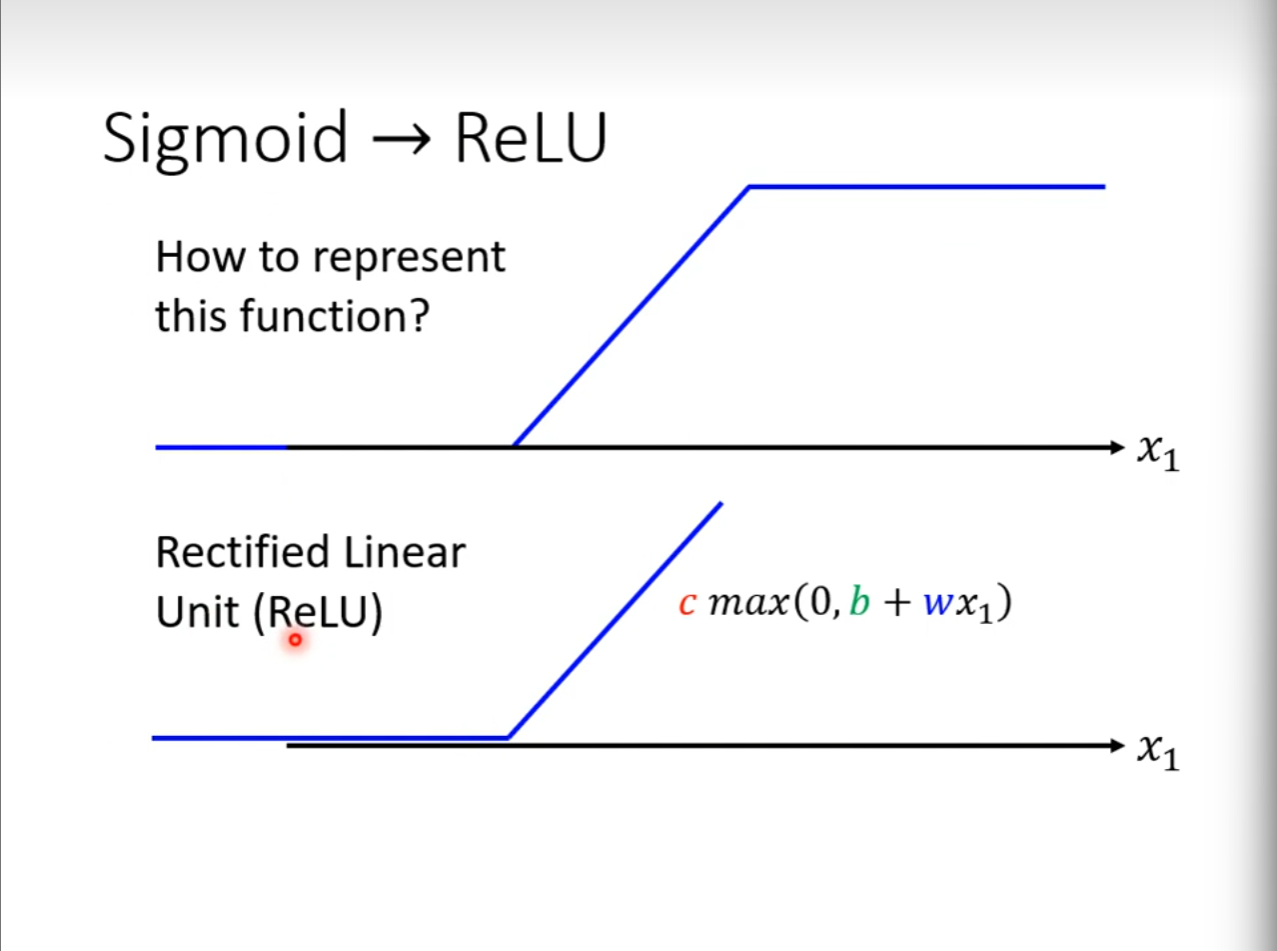 Sigmoid → ReLU
How to represent
this function?
x₁
Rectified Linear
Unit (ReLU)
c max(0, b + wx₁)
x₁